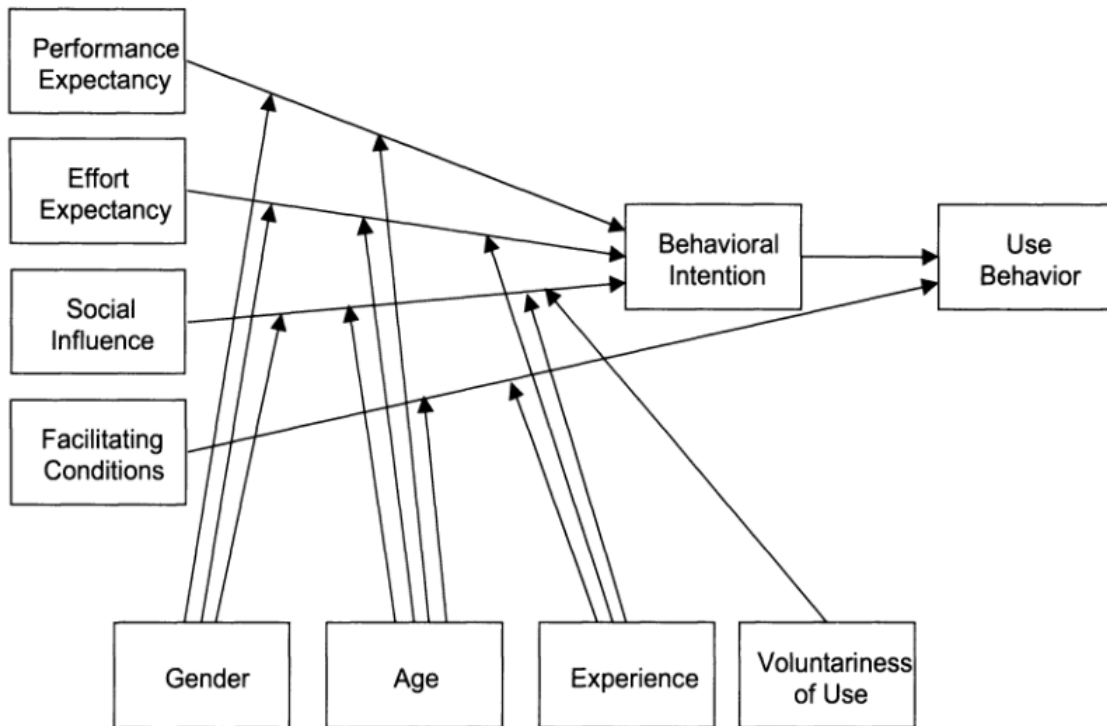 Performance
Expectancy
Effort
Expectancy
Social
Influence
Facilitating
Conditions
Behavioral
Intention
Use
Behavior
Gender
Age
Experience
Voluntariness
of Use